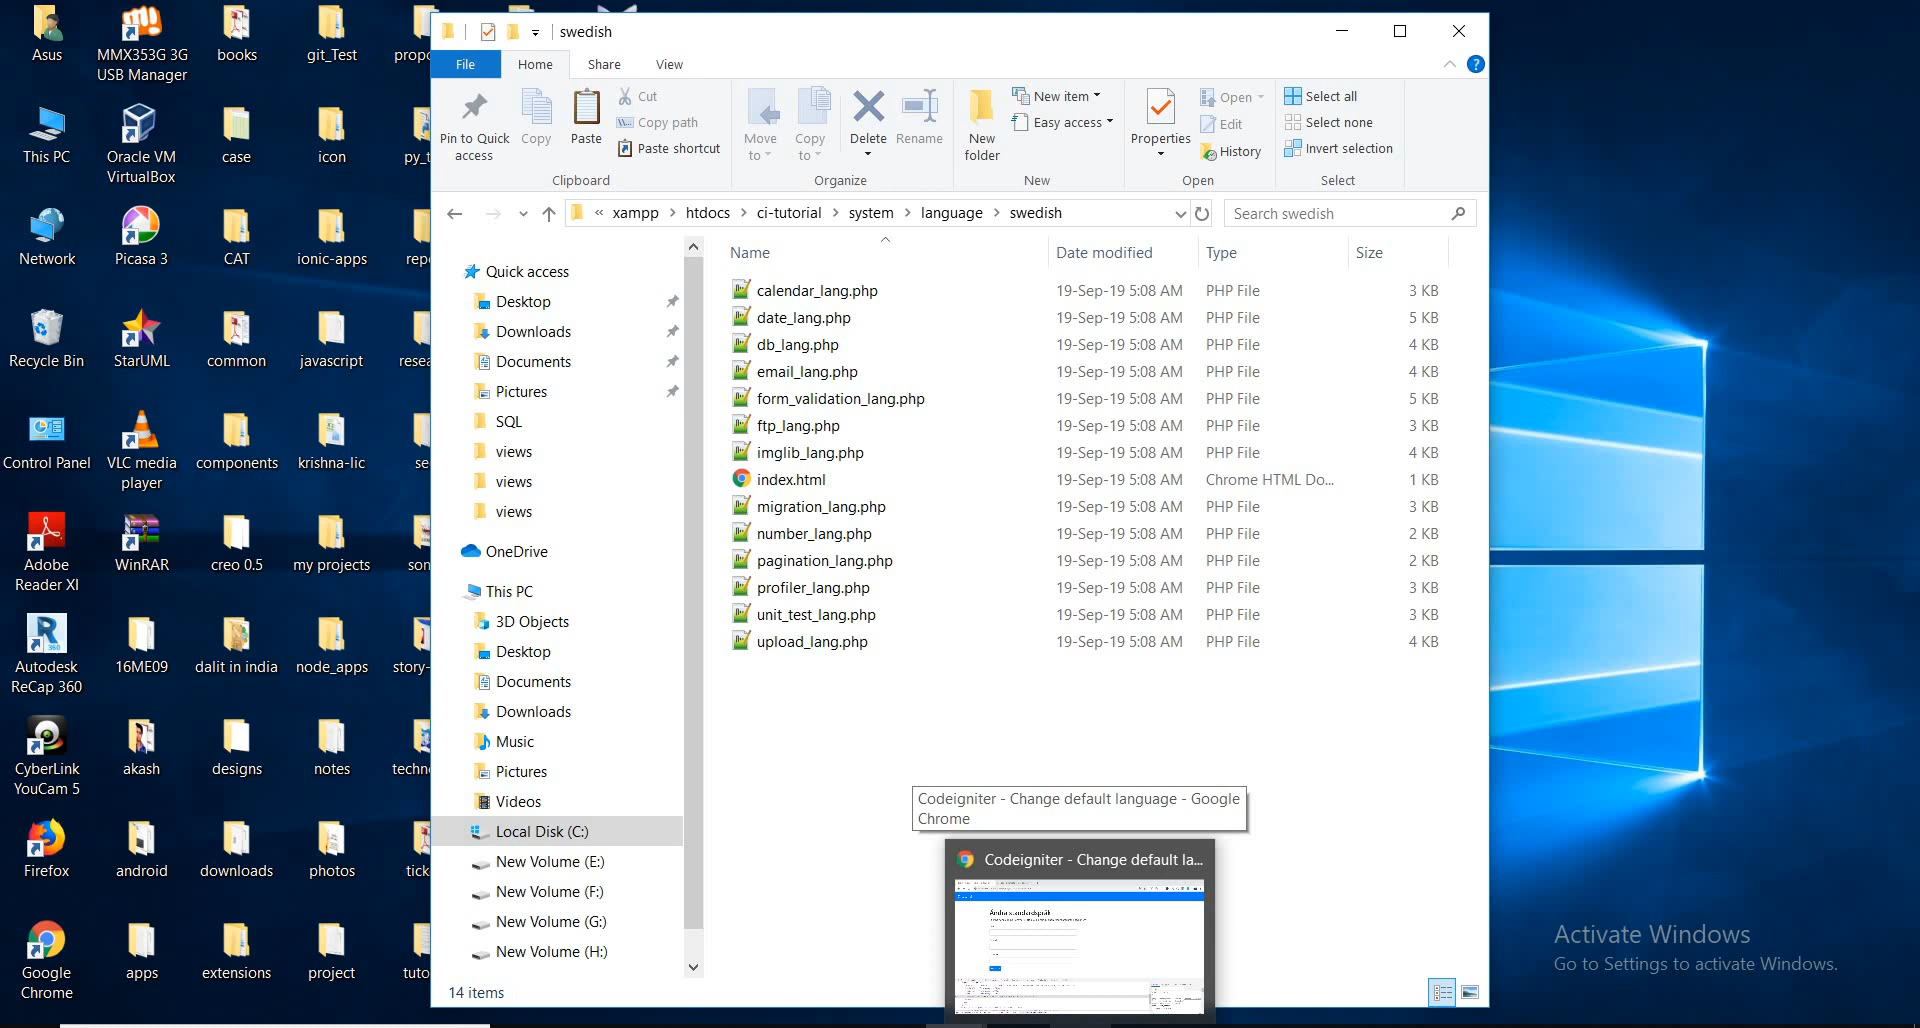 Asus
MMX353G 3G
USB Manager
books
git_Test
This PC
Oracle VM
VirtualBox
case
icon
Network
Picasa 3
CAT
ionic-apps
Recycle Bin
StarUML
common
javascript
Control Panel
VLC media
player
components
krishna-lic
Adobe
Reader XI
WinRAR
creo 0.5
my projects
Autodesk
ReCap 360
16ME09
dalit in india
node_apps
story-
CyberLink
YouCam 5
akash
designs
notes
Firefox
android
downloads
photos
Google
Chrome
apps
extensions
project
swedish
File
Home
Share
View
Pin to Quick
access
Copy
Paste
Cut
Copy path
Paste shortcut
Clipboard
Move
to
Copy
to
Delete
Rename
Organize
New
folder
New item
Easy access
New
Properties
Open
Edit
History
Open
Select all
Select none
Invert selection
Select
« xampp > htdocs > ci-tutorial > system > language > swedish
Search swedish
Quick access
Desktop
Downloads
Documents
Pictures
SQL
views
views
views
OneDrive
This PC
3D Objects
Desktop
Documents
Downloads
Music
Pictures
Videos
Local Disk (C:)
New Volume (E:)
New Volume (F:)
New Volume (G:)
New Volume (H:)
Name Date modified Type Size
calendar_lang.php 19-Sep-19 5:08 AM PHP File 3 KB
date_lang.php 19-Sep-19 5:08 AM PHP File 5 KB
db_lang.php 19-Sep-19 5:08 AM PHP File 4 KB
email_lang.php 19-Sep-19 5:08 AM PHP File 4 KB
form_validation_lang.php 19-Sep-19 5:08 AM PHP File 5 KB
ftp_lang.php 19-Sep-19 5:08 AM PHP File 3 KB
imglib_lang.php 19-Sep-19 5:08 AM PHP File 4 KB
index.html 19-Sep-19 5:08 AM Chrome HTML Do... 1 KB
migration_lang.php 19-Sep-19 5:08 AM PHP File 3 KB
number_lang.php 19-Sep-19 5:08 AM PHP File 2 KB
pagination_lang.php 19-Sep-19 5:08 AM PHP File 2 KB
profiler_lang.php 19-Sep-19 5:08 AM PHP File 3 KB
unit_test_lang.php 19-Sep-19 5:08 AM PHP File 3 KB
upload_lang.php 19-Sep-19 5:08 AM PHP File 4 KB
Codeigniter - Change default language - Google
Chrome
Codeigniter - Change default la...
Ändra standardspråk
14 items
Activate Windows
Go to Settings to activate Windows.